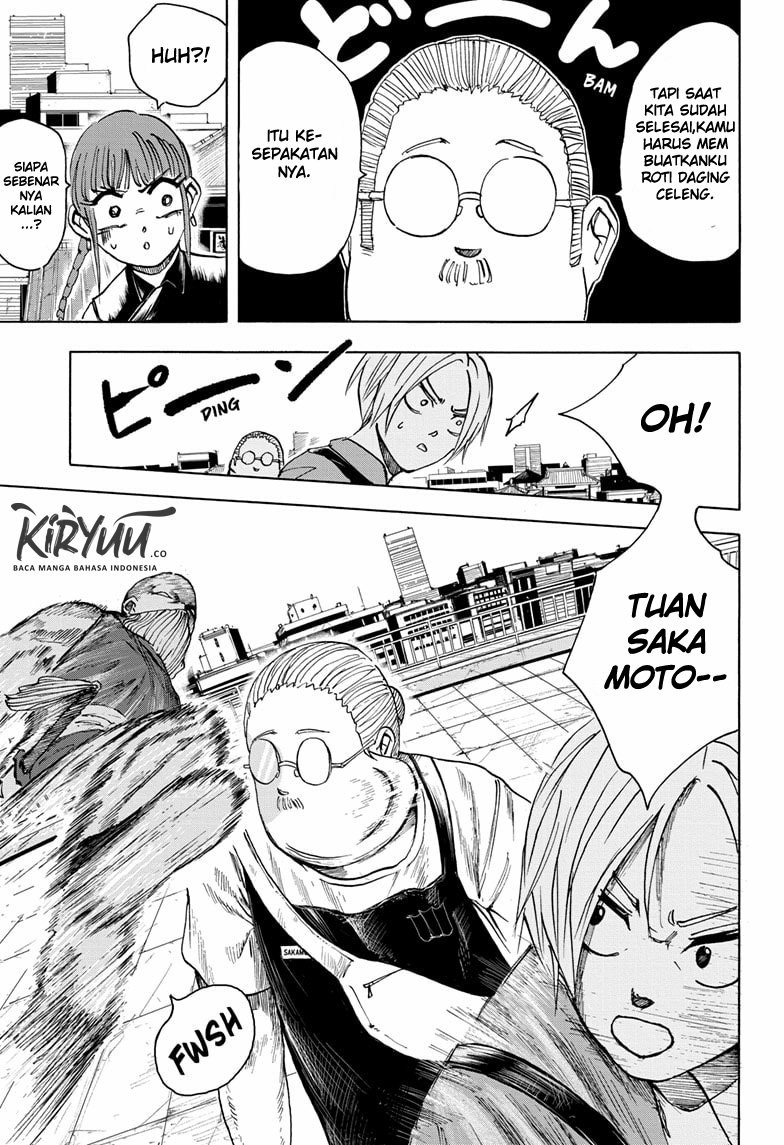 どーん
BAM
TAPI SAAT
KITA SUDAH
SELESAI,KAMU
HARUS MEM
BUATKANKU
ROTI DAGING
CELENG.
ITU KE-
SEPAKATAN
NYA.
HUH?!
SIAPA
SEBENAR
NYA
KALIAN
...?
OH!
ピーン
DING
TUAN
SAKA
MOTO--
KIRYUU.CO
BACA MANGA BAHASA INDONESIA
SAKAM
FWSH